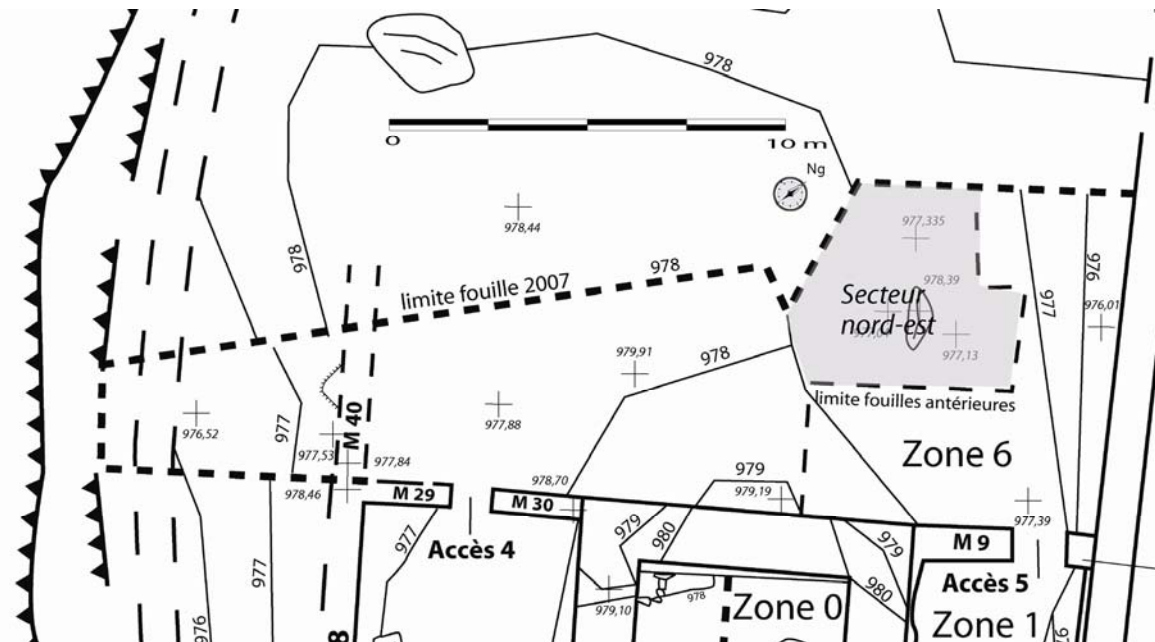 978
0
10 m
Ng
978,44
977,335
978
978
limite fouille 2007
978,39
976
976,01
977
Secteur
nord-est
977,13
979,91
978
976,52
977
M 40
977,88
limite fouilles antérieures
977,53
977,84
Zone 6
978,46
M 29
978,70
M 30
979
979,19
977,39
977
Accès 4
979
980
979
M 9
977
980
Accès 5
979,10
978
Zone 0
Zone 1
976
8